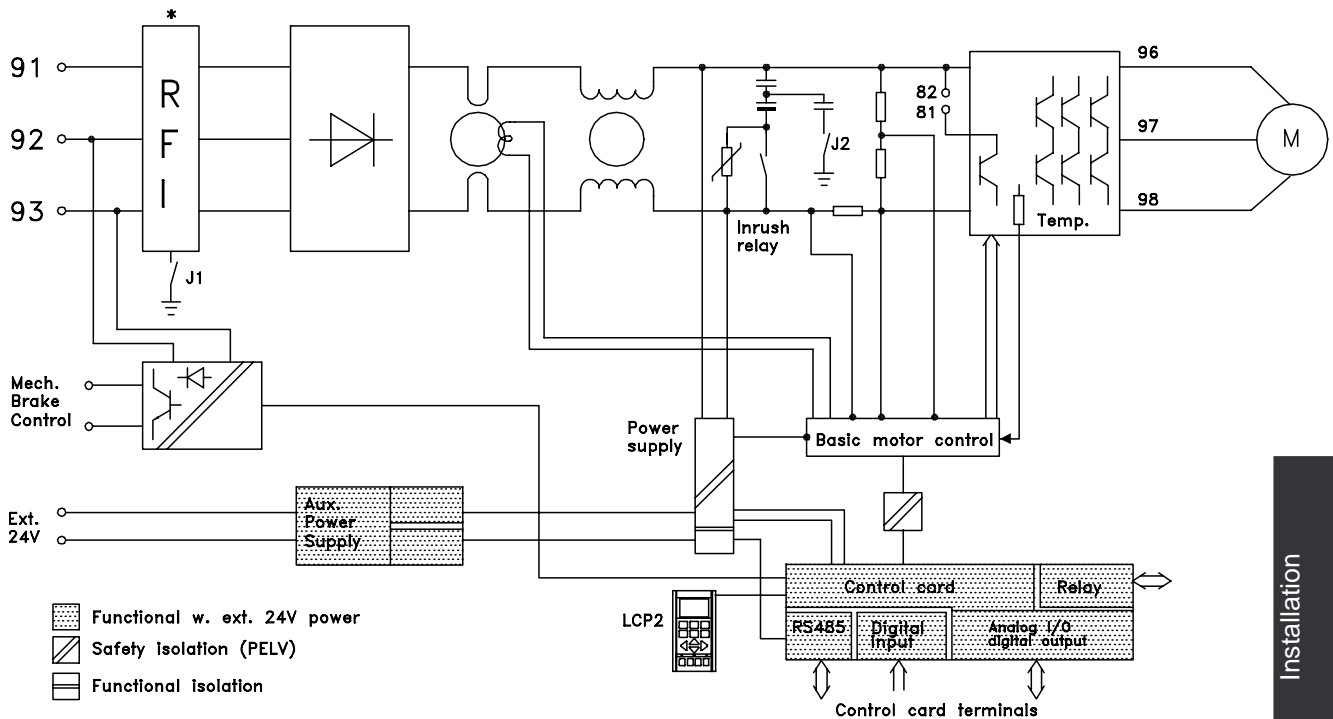 *
91
92
93
R
F
I
J1
82
81
J2
Inrush
relay
Temp.
96
97
98
M
Mech.
Brake
Control
Power
supply
Basic motor control
Ext.
24V
Aux.
Power
Supply
Control card
Relay
LCP2
RS485
Digital
input
Analog I/O
digital output
Control card terminals
Functional w. ext. 24V power
Safety isolation (PELV)
Functional isolation
Installation